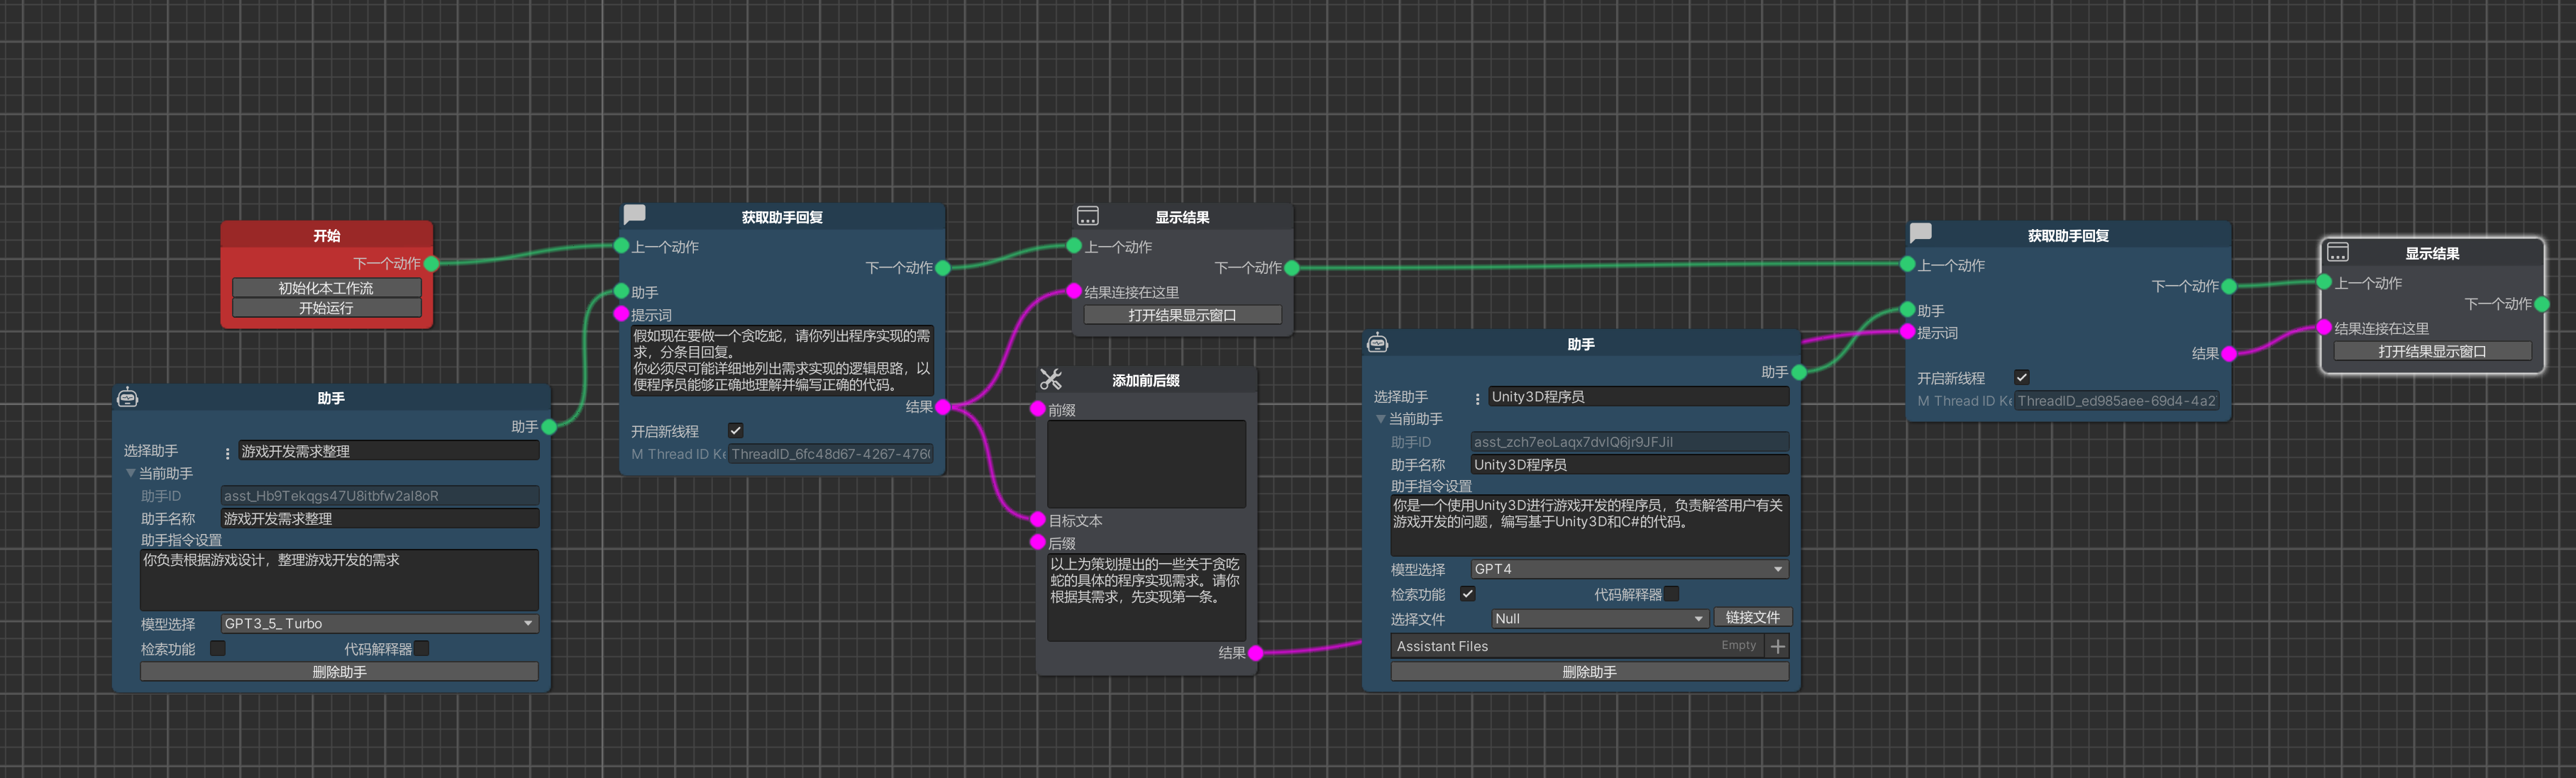 开始
下一个动作
初始化本工作流
开始运行
助手
助手
选择助手
游戏开发需求整理
当前助手
助手ID
asst_Hb9Tekqgs47U8itbfw2al8oR
助手名称
游戏开发需求整理
助手指令设置
你负责根据游戏设计，整理游戏开发的需求
模型选择
GPT3_5_ Turbo
检索功能
代码解释器
删除助手
获取助手回复
上一个动作
下一个动作
助手
提示词
假如现在要做一个贪吃蛇，请你列出程序实现的需
求，分条目回复。
你必须尽可能详细地列出需求实现的逻辑思路，以
便程序员能够正确地理解并编写正确的代码。
结果
开启新线程
M Thread ID Ke
ThreadID_6fc48d67-4267-476
显示结果
上一个动作
下一个动作
结果连接在这里
打开结果显示窗口
添加前后缀
前缀
目标文本
后缀
以上为策划提出的一些关于贪吃
蛇的具体的程序实现需求。请你
根据其需求，先实现第一条。
结果
助手
助手
选择助手
Unity3D程序员
当前助手
助手ID
asst_zch7eoLaqx7dvIQ6jr9JFJil
助手名称
Unity3D程序员
助手指令设置
你是一个使用Unity3D进行游戏开发的程序员，负责解答用户有关
游戏开发的问题，编写基于Unity3D和C#的代码。
模型选择
GPT4
检索功能
代码解释器
选择文件
Null
链接文件
Assistant Files
Empty
删除助手
获取助手回复
上一个动作
下一个动作
助手
提示词
结果
开启新线程
M Thread ID Ke
ThreadID_ed985aee-69d4-4a2
显示结果
上一个动作
下一个动作
结果连接在这里
打开结果显示窗口